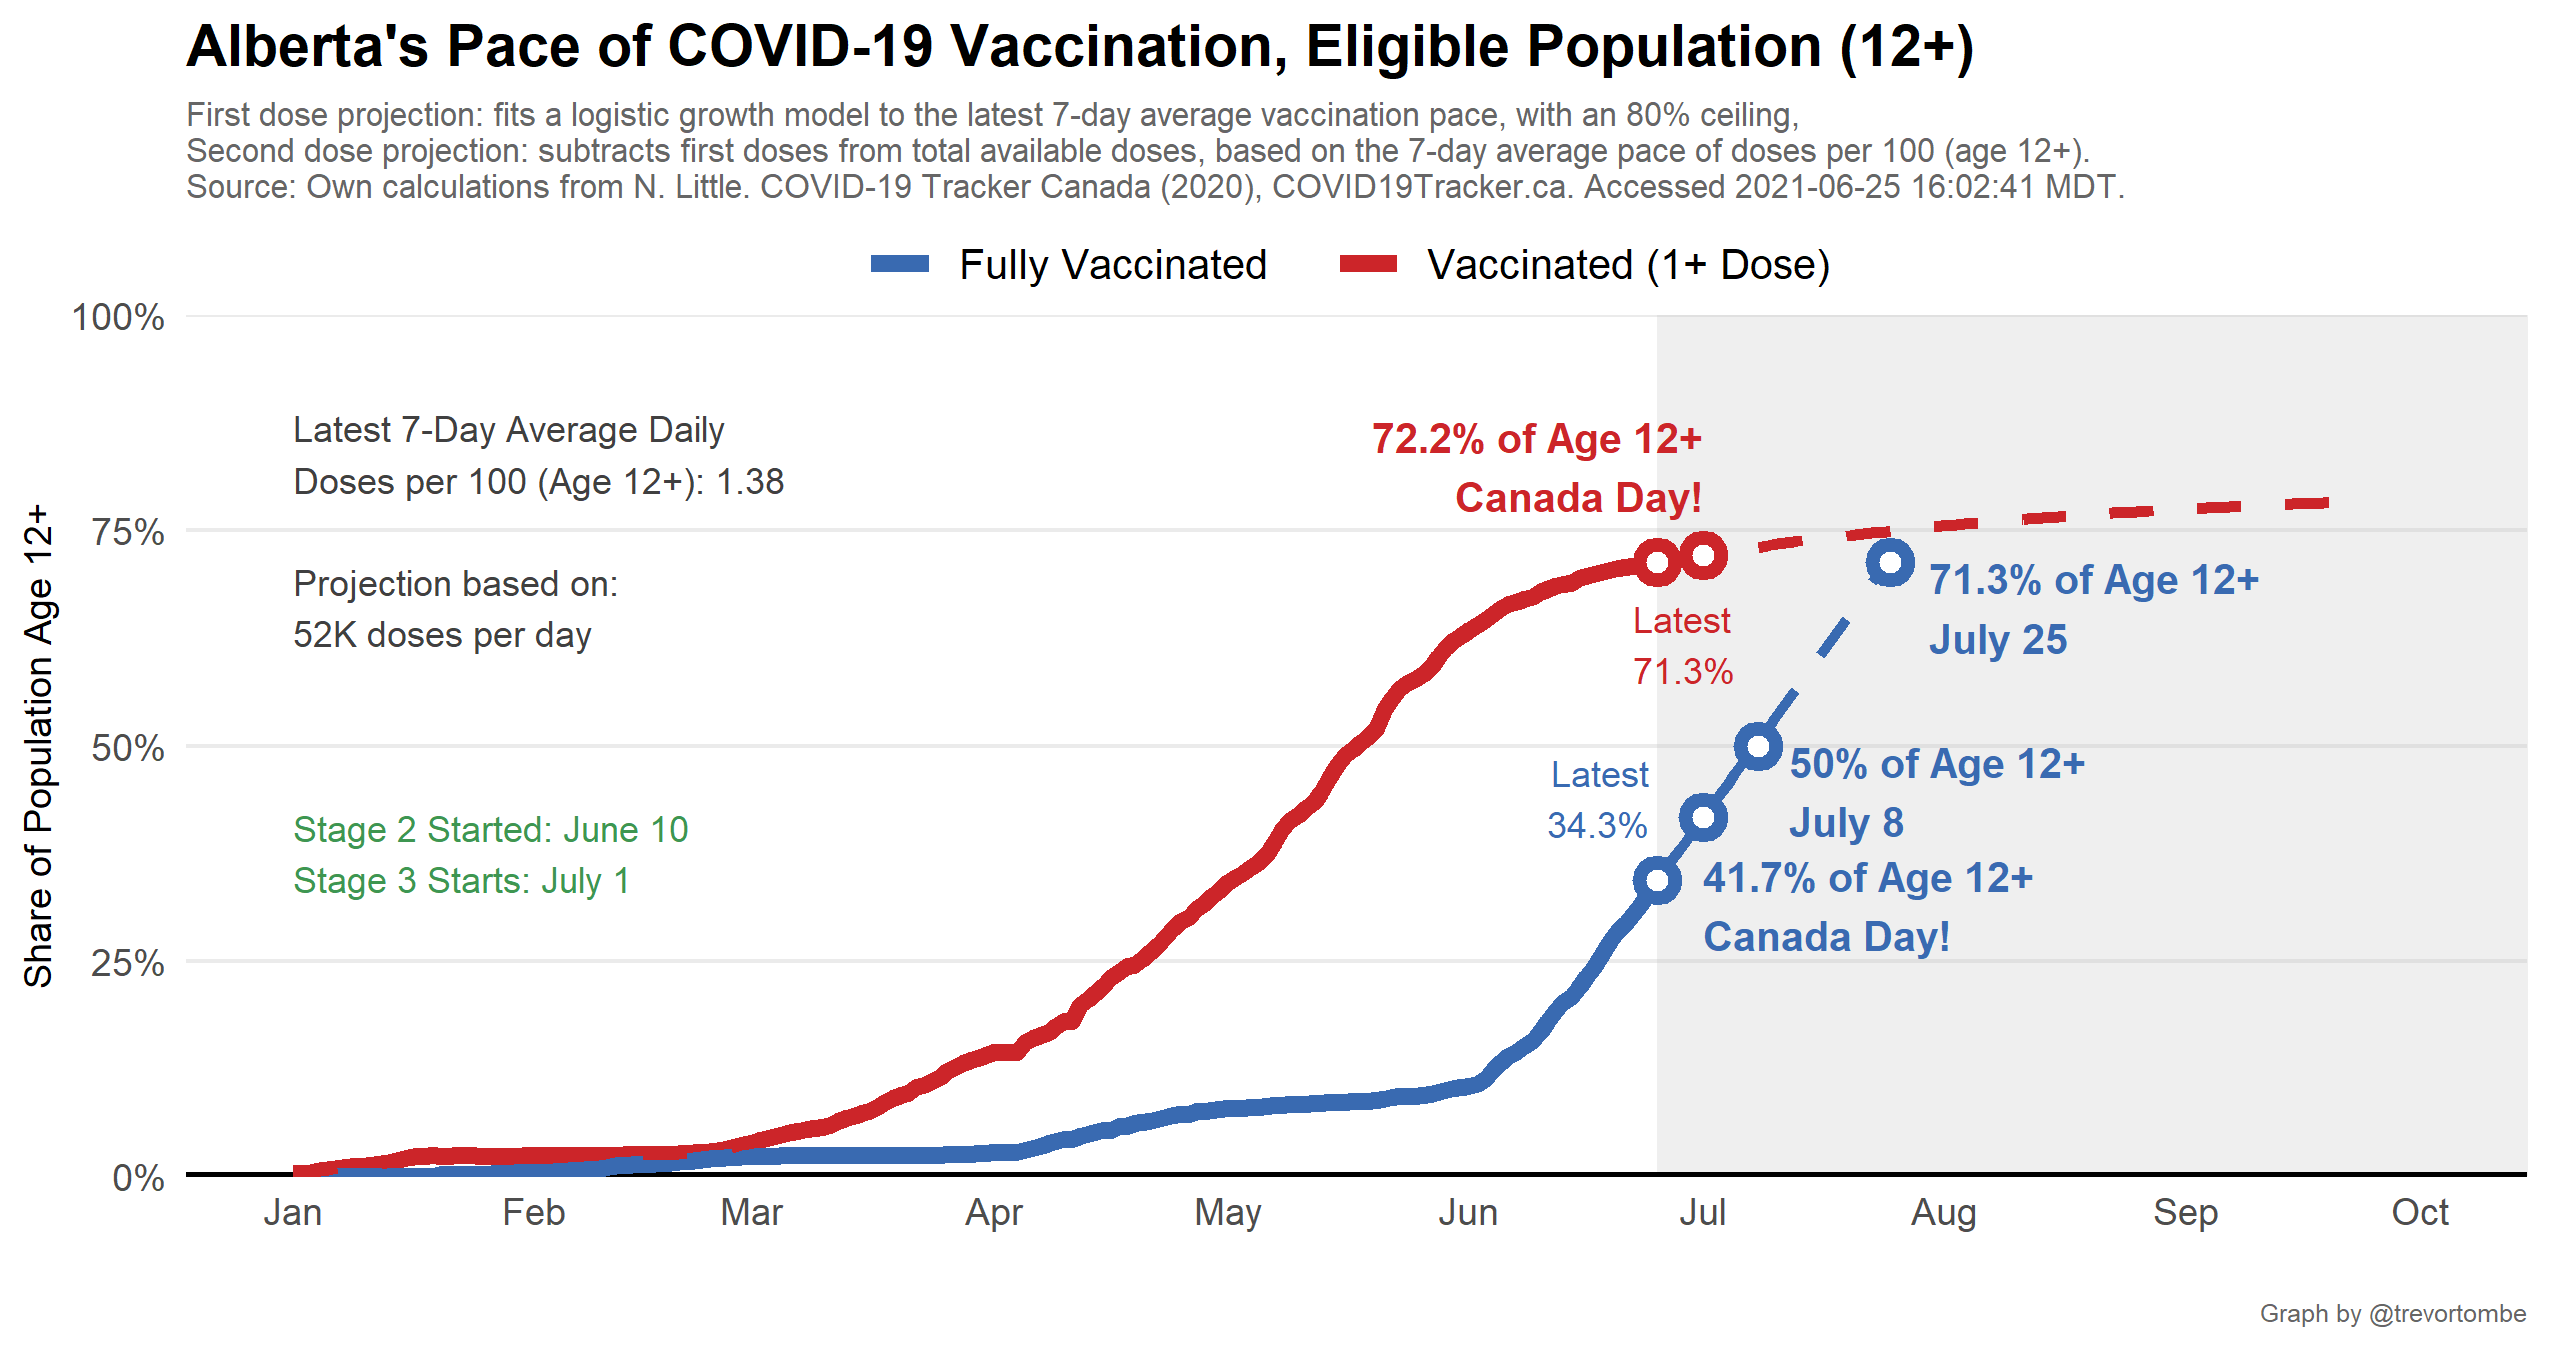 Alberta's Pace of COVID-19 Vaccination, Eligible Population (12+)
First dose projection: fits a logistic growth model to the latest 7-day average vaccination pace, with an 80% ceiling,
Second dose projection: subtracts first doses from total available doses, based on the 7-day average pace of doses per 100 (age 12+).
Source: Own calculations from N. Little. COVID-19 Tracker Canada (2020), COVID19Tracker.ca. Accessed 2021-06-25 16:02:41 MDT.
Fully Vaccinated
Vaccinated (1+ Dose)
Share of Population Age 12+
100%
75%
50%
25%
0%
Latest 7-Day Average Daily
Doses per 100 (Age 12+): 1.38
Projection based on:
52K doses per day
Stage 2 Started: June 10
Stage 3 Starts: July 1
72.2% of Age 12+
Canada Day!
Latest
71.3%
71.3% of Age 12+
July 25
Latest
34.3%
50% of Age 12+
July 8
41.7% of Age 12+
Canada Day!
Jan
Feb
Mar
Apr
May
Jun
Jul
Aug
Sep
Oct
Graph by @trevortombe